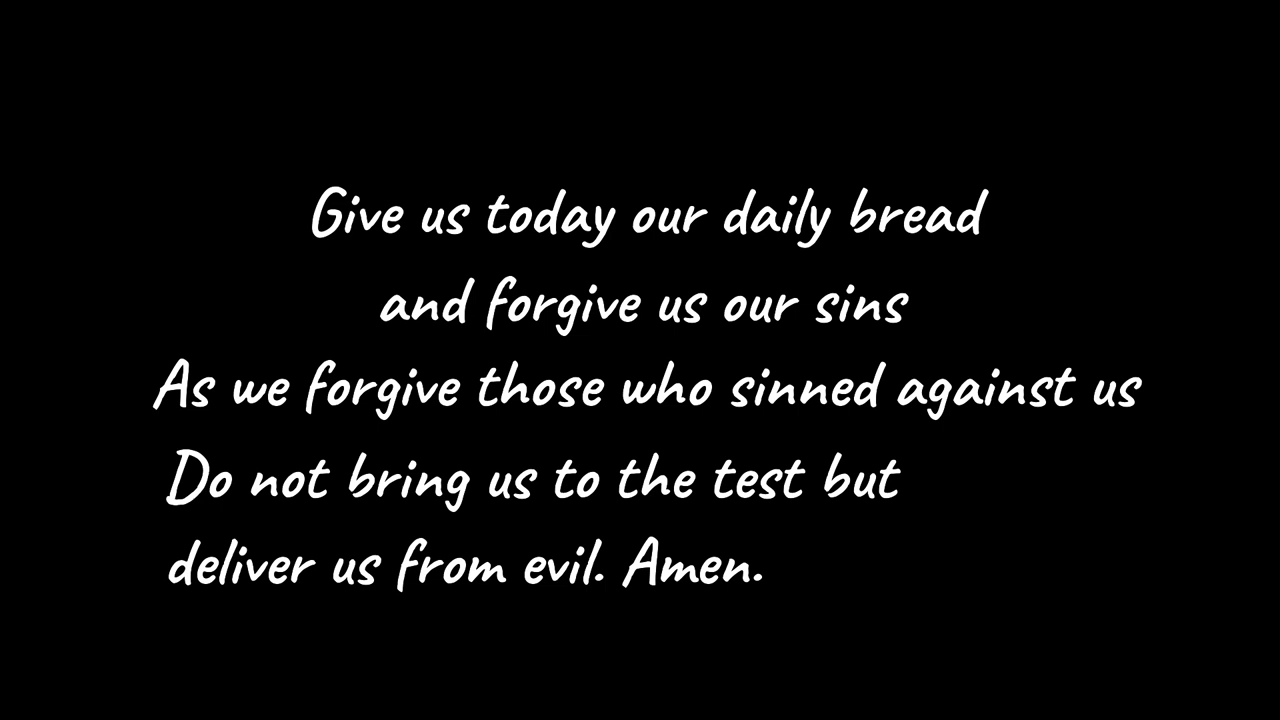 Give us today our daily bread
and forgive us our sins
As we forgive those who sinned against us
Do not bring us to the test but
deliver us from evil. Amen.